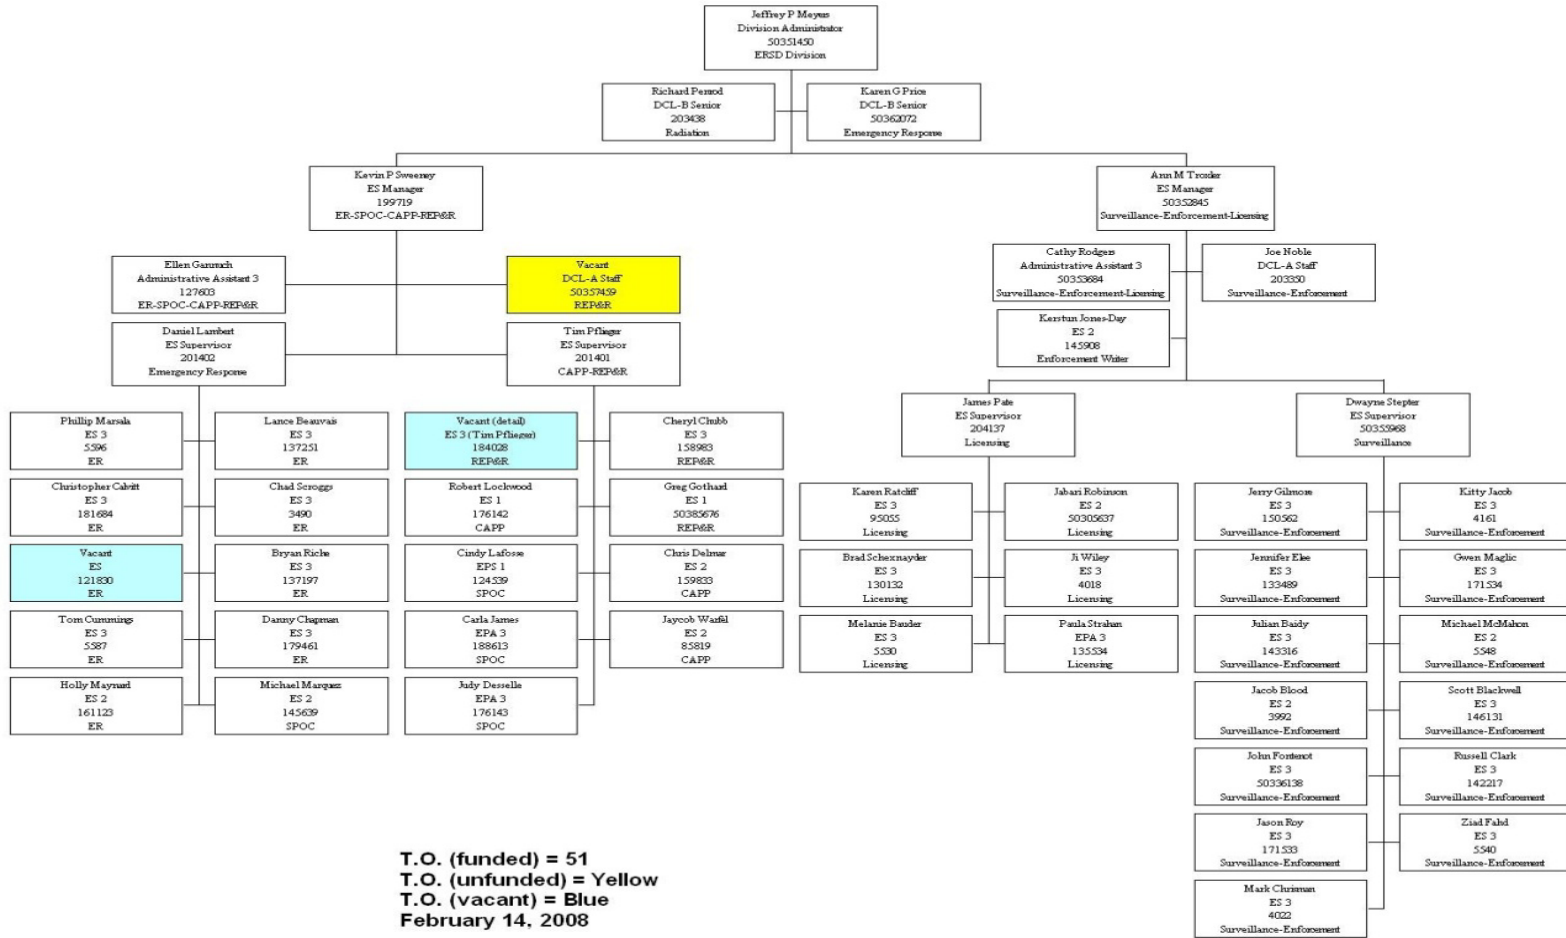 Jeffrey P Meyers
Division Administrator
50351450
ERSD Division
Richard Penrod
DCL-B Senior
203438
Radiation
Karen G Price
DCL-B Senior
50362072
Emergency Response
Kevin P Sweeney
ES Manager
199719
ER-SPOC-CAPP-REP&R
Ann M Troxler
ES Manager
50352845
Surveillance-Enforcement-Licensing
Ellen Gannuch
Administrative Assistant 3
127603
ER-SPOC-CAPP-REP&R
Vacant
DCL-A Staff
50357459
REP&R
Cathy Rodgers
Administrative Assistant 3
50353684
Surveillance-Enforcement-Licensing
Joe Noble
DCL-A Staff
203350
Surveillance-Enforcement
Daniel Lambert
ES Supervisor
201402
Emergency Response
Tim Pflieger
ES Supervisor
201401
CAPP-REP&R
Kerstun Jones-Day
ES 2
145908
Enforcement Writer
Phillip Marsala
ES 3
5596
ER
Lance Beauvais
ES 3
137251
ER
Christopher Calvitt
ES 3
181684
ER
Chad Scroggs
ES 3
3490
ER
Vacant
ES
121830
ER
Bryan Riche
ES 3
137197
ER
Tom Cummings
ES 3
5587
ER
Danny Chapman
ES 3
179461
ER
Holly Maynard
ES 2
161123
ER
Michael Marquez
ES 2
145639
SPOC
Vacant (detail)
ES 3 (Tim Pflieger)
184028
REP&R
Cheryl Chubb
ES 3
158983
REP&R
Robert Lockwood
ES 1
176142
CAPP
Greg Gothard
ES 1
50385676
REP&R
Cindy Lafosse
EPS 1
124539
SPOC
Chris Delmar
ES 2
159833
CAPP
Carla James
EPA 3
188613
SPOC
Jaycob Warfel
ES 2
85819
CAPP
Judy Desselle
EPA 3
176143
SPOC
James Pate
ES Supervisor
204137
Licensing
Dwayne Stepter
ES Supervisor
50355968
Surveillance
Karen Ratcliff
ES 3
95055
Licensing
Jabari Robinson
ES 2
50305637
Licensing
Brad Schexnayder
ES 3
130132
Licensing
Ji Wiley
ES 3
4018
Licensing
Melanie Bauder
ES 3
5530
Licensing
Paula Strahan
EPA 3
135534
Licensing
Jerry Gilmore
ES 3
150562
Surveillance-Enforcement
Kitty Jacob
ES 3
4161
Surveillance-Enforcement
Jennifer Elee
ES 3
133489
Surveillance-Enforcement
Gwen Maglic
ES 3
171534
Surveillance-Enforcement
Julian Baidy
ES 3
143316
Surveillance-Enforcement
Michael McMahon
ES 2
5548
Surveillance-Enforcement
Jacob Blood
ES 2
3992
Surveillance-Enforcement
Scott Blackwell
ES 3
146131
Surveillance-Enforcement
John Fontenot
ES 3
50336138
Surveillance-Enforcement
Russell Clark
ES 3
142217
Surveillance-Enforcement
Jason Roy
ES 3
171533
Surveillance-Enforcement
Ziad Fahd
ES 3
5540
Surveillance-Enforcement
Mark Chrisman
ES 3
4022
Surveillance-Enforcement
T.O. (funded) = 51
T.O. (unfunded) = Yellow
T.O. (vacant) = Blue
February 14, 2008